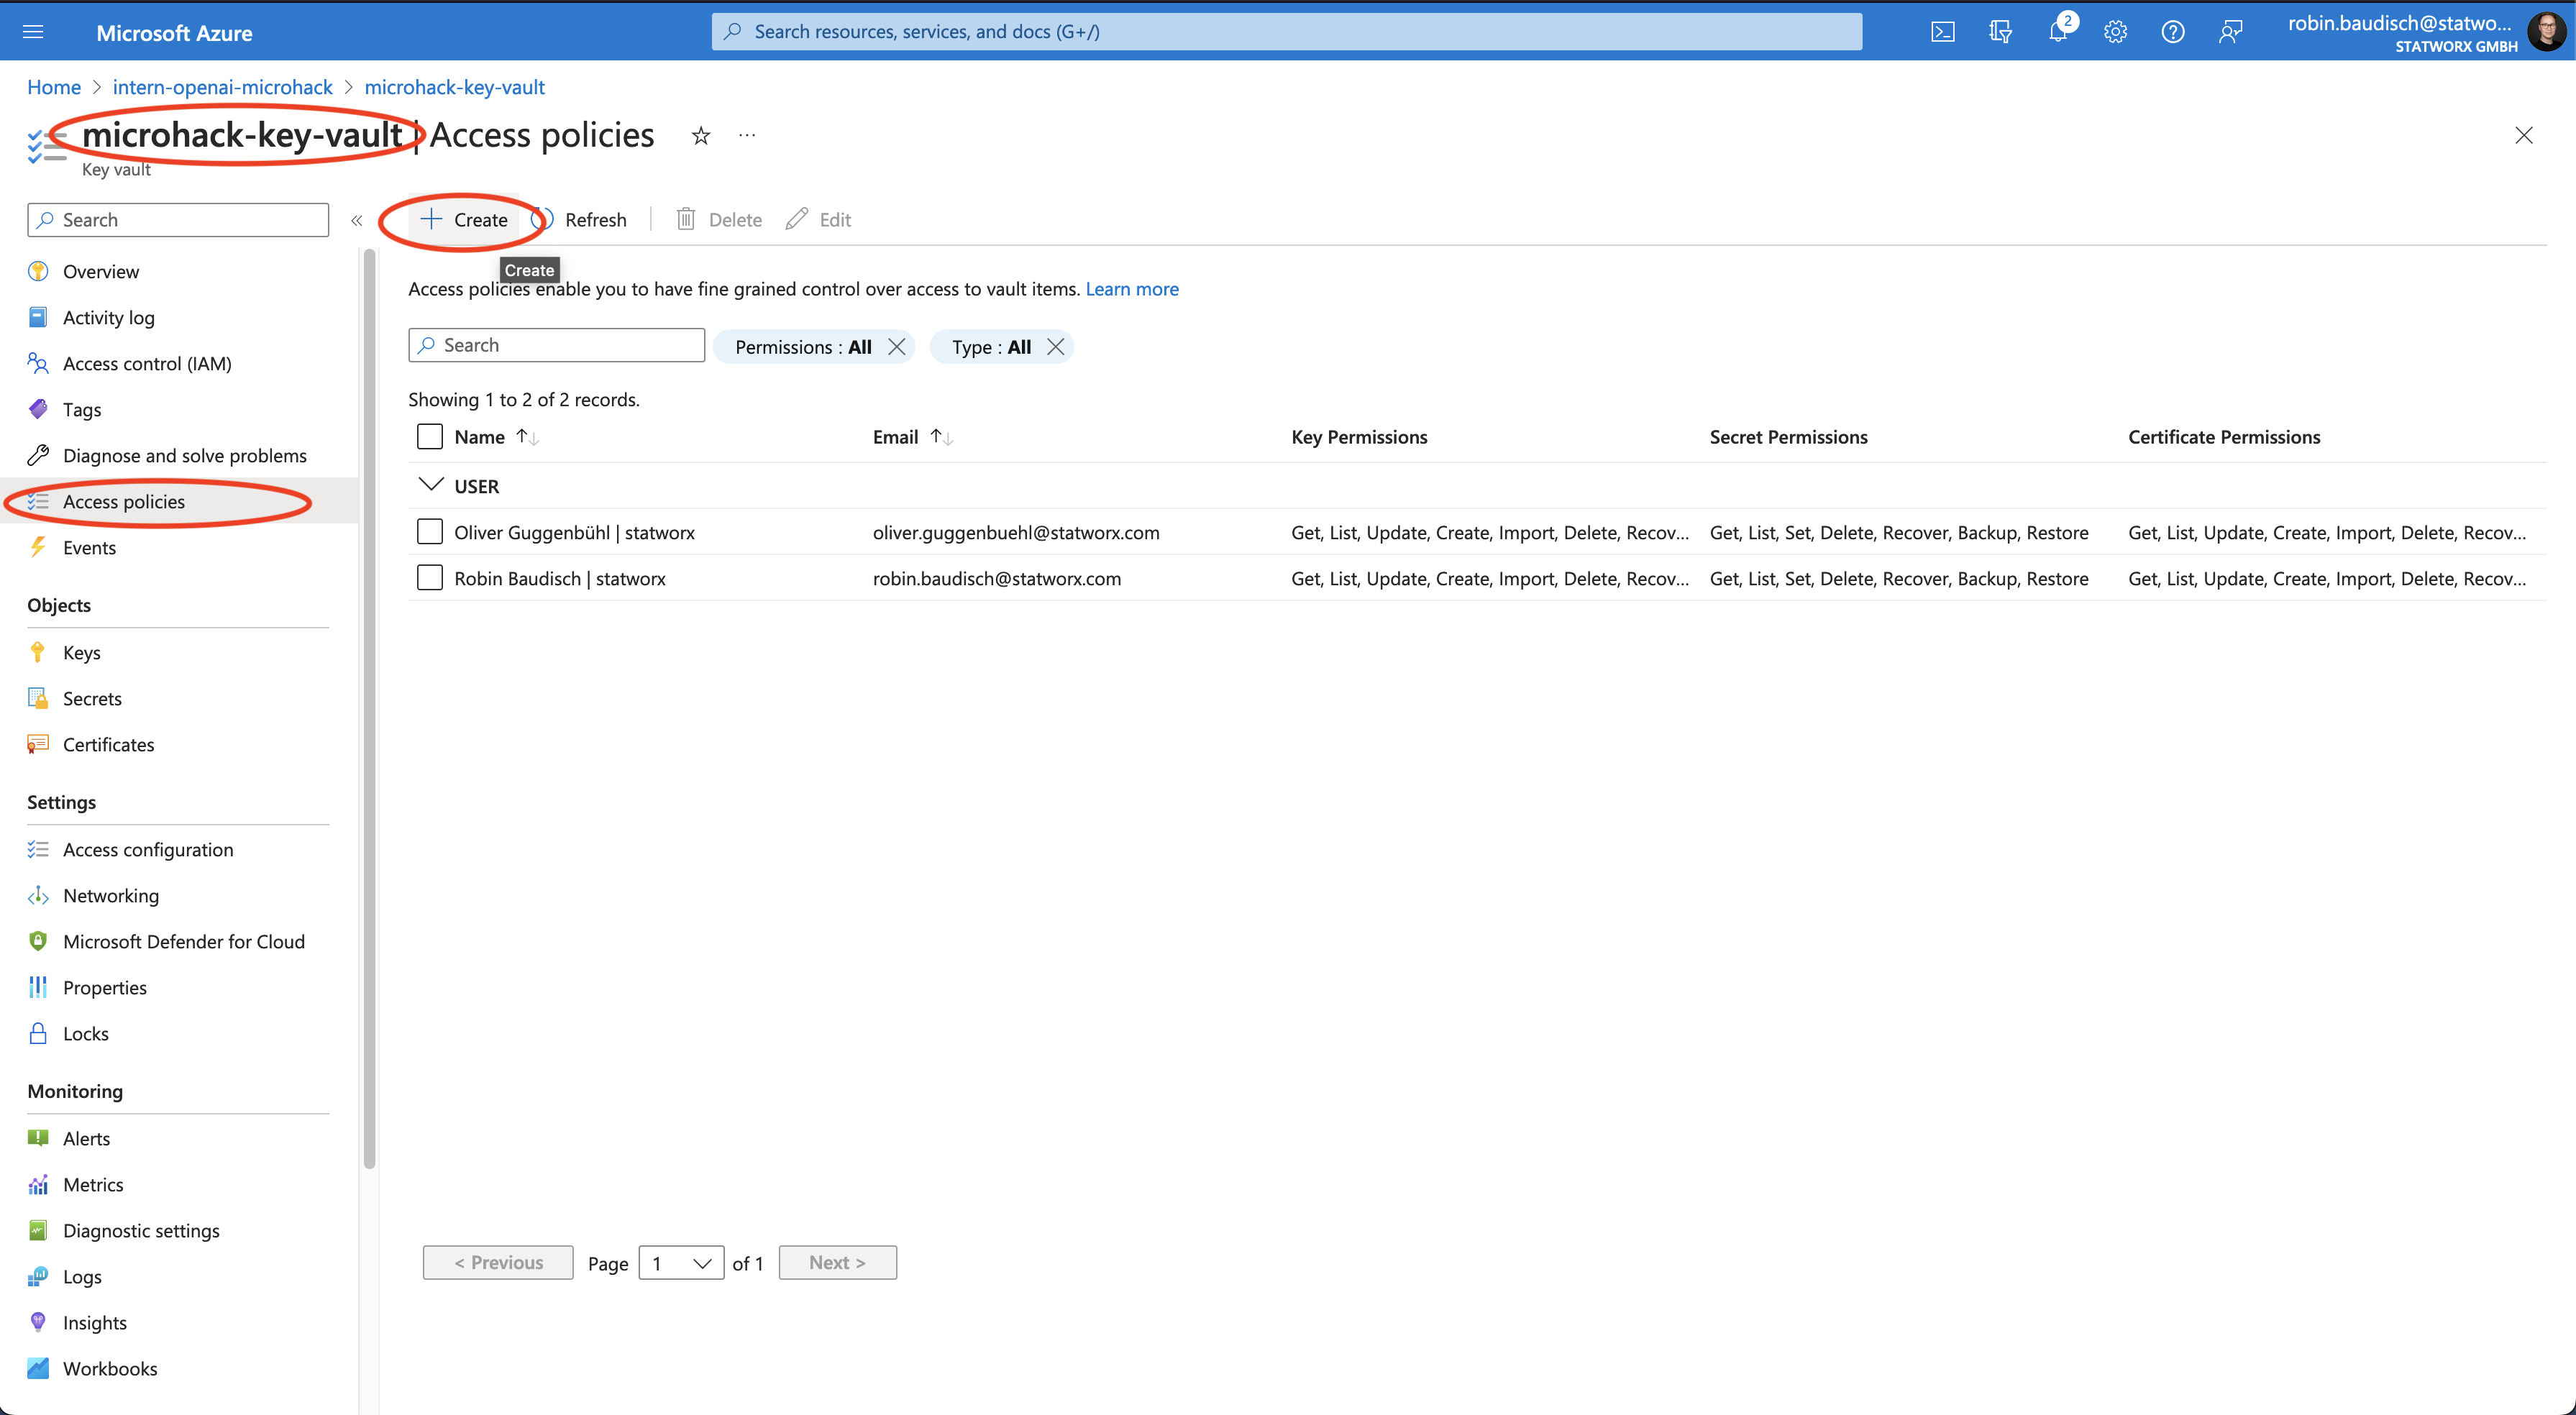 Microsoft Azure
Search resources, services, and docs (G+/)
2
robin.baudisch@statwo...
STATWORX GMBH
Home > intern-openai-microhack > microhack-key-vault
microhack-key-vault | Access policies
Key vault
Search
Create
Refresh
Delete
Edit
Create
Overview
Activity log
Access control (IAM)
Tags
Diagnose and solve problems
Access policies
Events
Objects
Keys
Secrets
Certificates
Settings
Access configuration
Networking
Microsoft Defender for Cloud
Properties
Locks
Monitoring
Alerts
Metrics
Diagnostic settings
Logs
Insights
Workbooks
Access policies enable you to have fine grained control over access to vault items. Learn more
Search
Permissions : All
Type : All
Showing 1 to 2 of 2 records.
Name Email Key Permissions Secret Permissions Certificate Permissions
USER
Oliver Guggenbühl | statworx oliver.guggenbuehl@statworx.com Get, List, Update, Create, Import, Delete, Recov... Get, List, Set, Delete, Recover, Backup, Restore Get, List, Update, Create, Import, Delete, Recov...
Robin Baudisch | statworx robin.baudisch@statworx.com Get, List, Update, Create, Import, Delete, Recov... Get, List, Set, Delete, Recover, Backup, Restore Get, List, Update, Create, Import, Delete, Recov...
< Previous Page 1 of 1 Next >